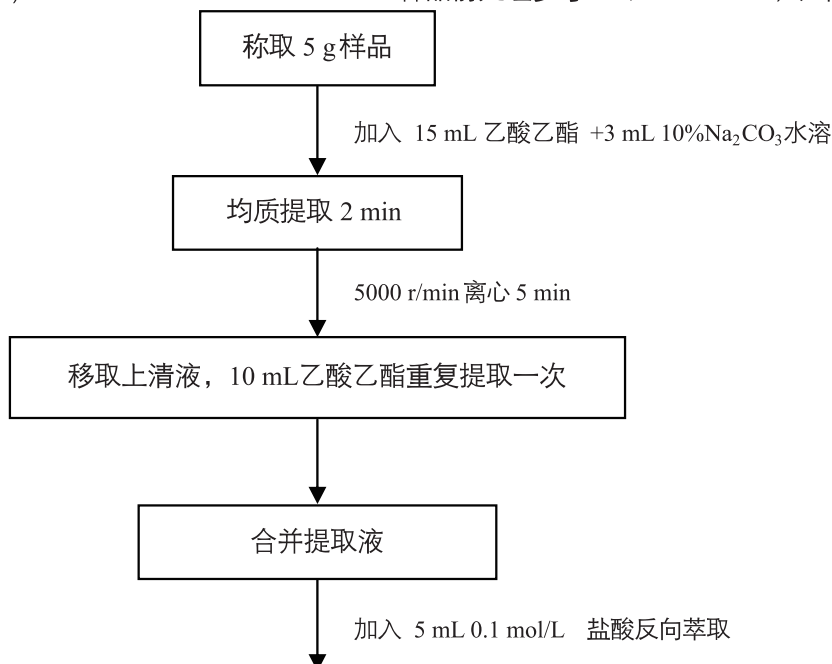 称取 5 g样品
加入 15 mL 乙酸乙酯 +3 mL 10%Na₂CO₃水溶
均质提取 2 min
5000 r/min 离心 5 min
移取上清液，10 mL乙酸乙酯重复提取一次
合并提取液
加入 5 mL 0.1 mol/L 盐酸反向萃取